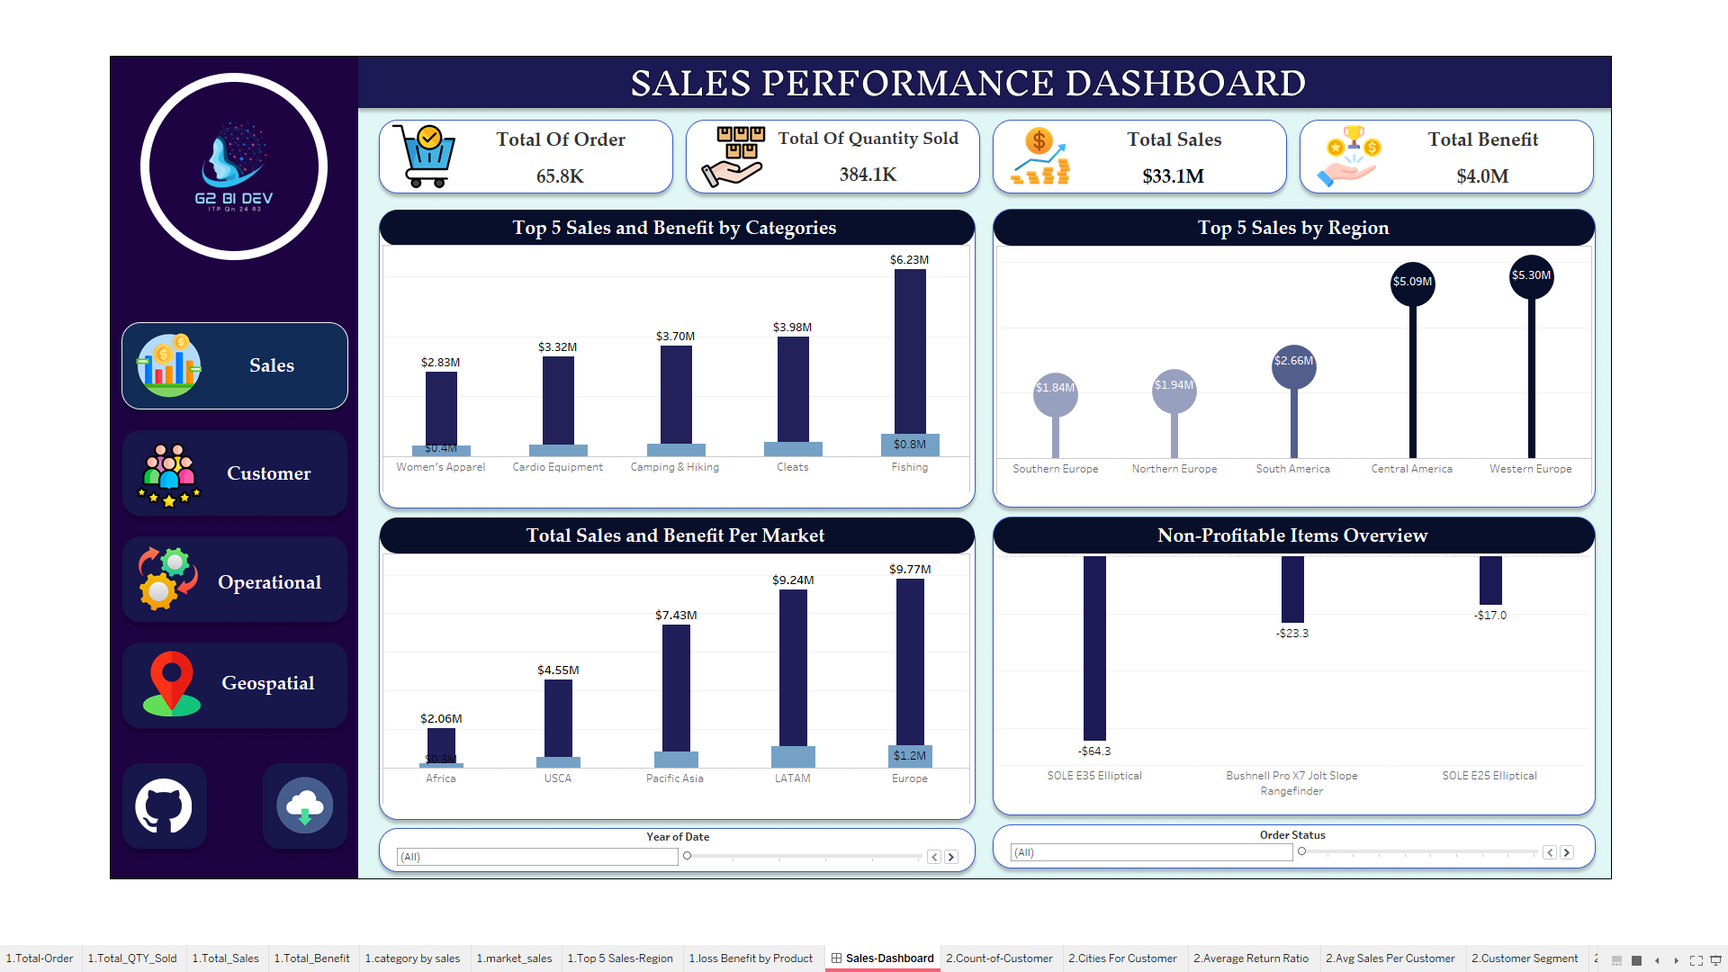 SALES PERFORMANCE DASHBOARD
G2 BI DEV
ITP Qn 24 R3
Total Of Order
65.8K
Total Of Quantity Sold
384.1K
Total Sales
$33.1M
Total Benefit
$4.0M
Sales
Customer
Operational
Geospatial
Top 5 Sales and Benefit by Categories
$2.83M
$3.32M
$3.70M
$3.98M
$6.23M
$0.4M
$0.8M
Women's Apparel
Cardio Equipment
Camping & Hiking
Cleats
Fishing
Top 5 Sales by Region
$1.84M
$1.94M
$2.66M
$5.09M
$5.30M
Southern Europe
Northern Europe
South America
Central America
Western Europe
Total Sales and Benefit Per Market
$2.06M
$4.55M
$7.43M
$9.24M
$9.77M
$0.3M
$1.2M
Africa
USCA
Pacific Asia
LATAM
Europe
Non-Profitable Items Overview
-$64.3
-$23.3
-$17.0
SOLE E35 Elliptical
Bushnell Pro X7 Jolt Slope
Rangefinder
SOLE E25 Elliptical
Year of Date
(All)
Order Status
(All)
1.Total-Order
1.Total_QTY_Sold
1.Total_Sales
1.Total_Benefit
1.category by sales
1.market_sales
1.Top 5 Sales-Region
1.loss Benefit by Product
Sales-Dashboard
2.Count-of-Customer
2.Cities For Customer
2.Average Return Ratio
2.Avg Sales Per Customer
2.Customer Segment